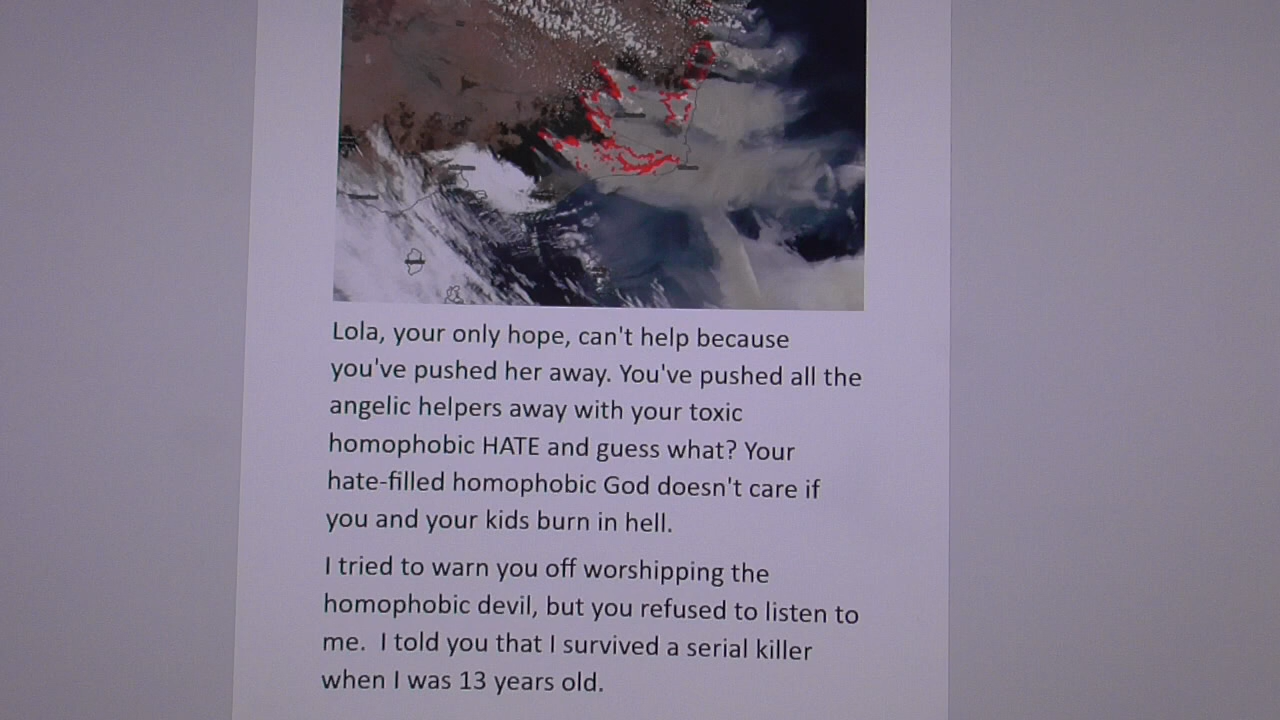 Lola, your only hope, can't help because
you've pushed her away. You've pushed all the
angelic helpers away with your toxic
homophobic HATE and guess what? Your
hate-filled homophobic God doesn't care if
you and your kids burn in hell.
I tried to warn you off worshipping the
homophobic devil, but you refused to listen to
me.  I told you that I survived a serial killer
when I was 13 years old.